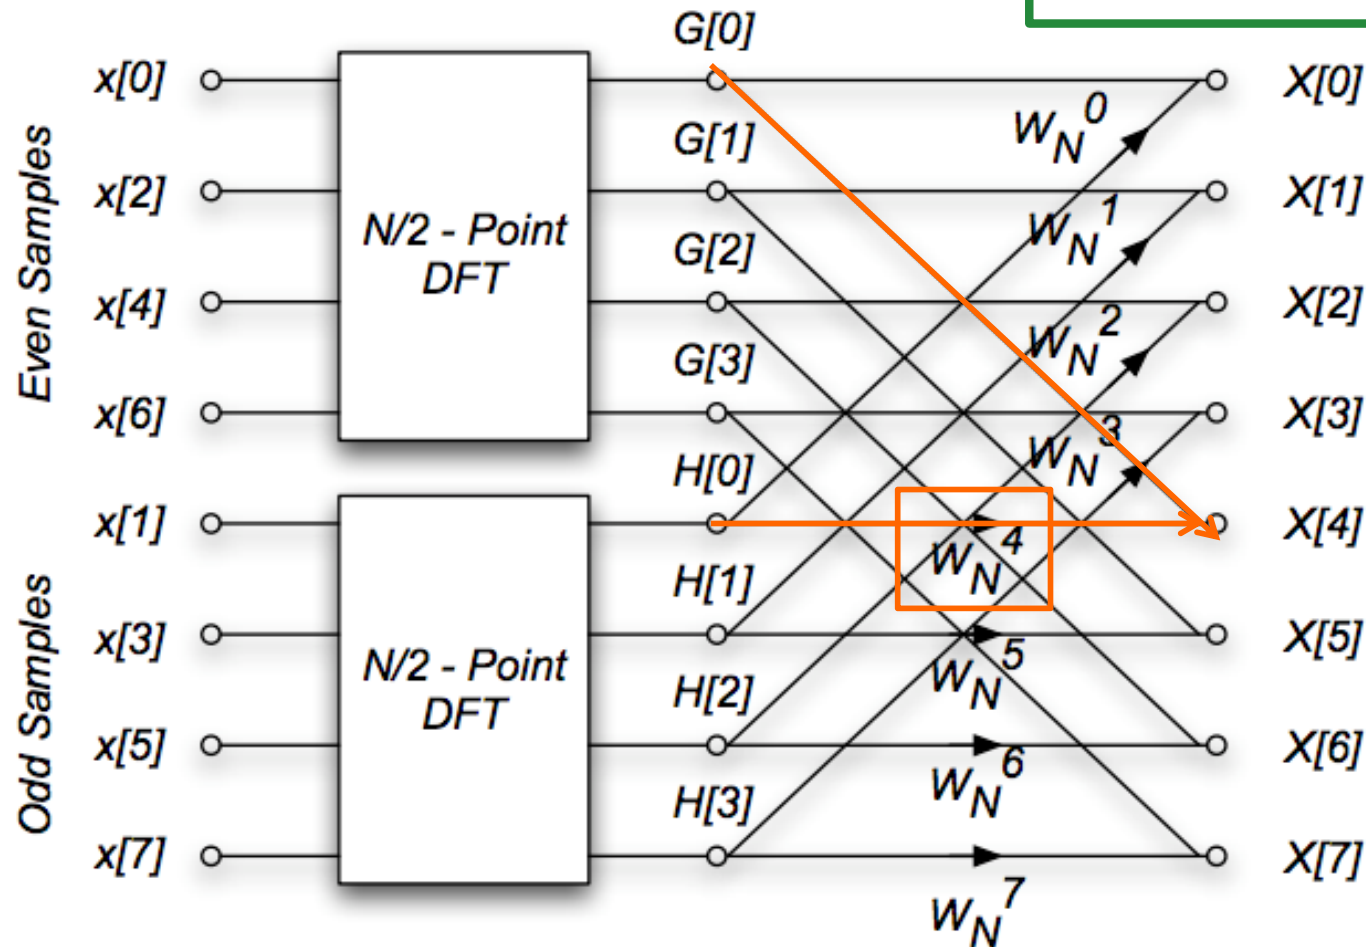 G[0]
x[0]
X[0]
W_N^0
G[1]
x[2]
X[1]
W_N^1
N/2 - Point
DFT
G[2]
x[4]
X[2]
W_N^2
G[3]
x[6]
X[3]
W_N^3
Even Samples
H[0]
x[1]
X[4]
W_N^4
H[1]
x[3]
X[5]
W_N^5
N/2 - Point
DFT
H[2]
x[5]
X[6]
W_N^6
H[3]
x[7]
X[7]
W_N^7
Odd Samples